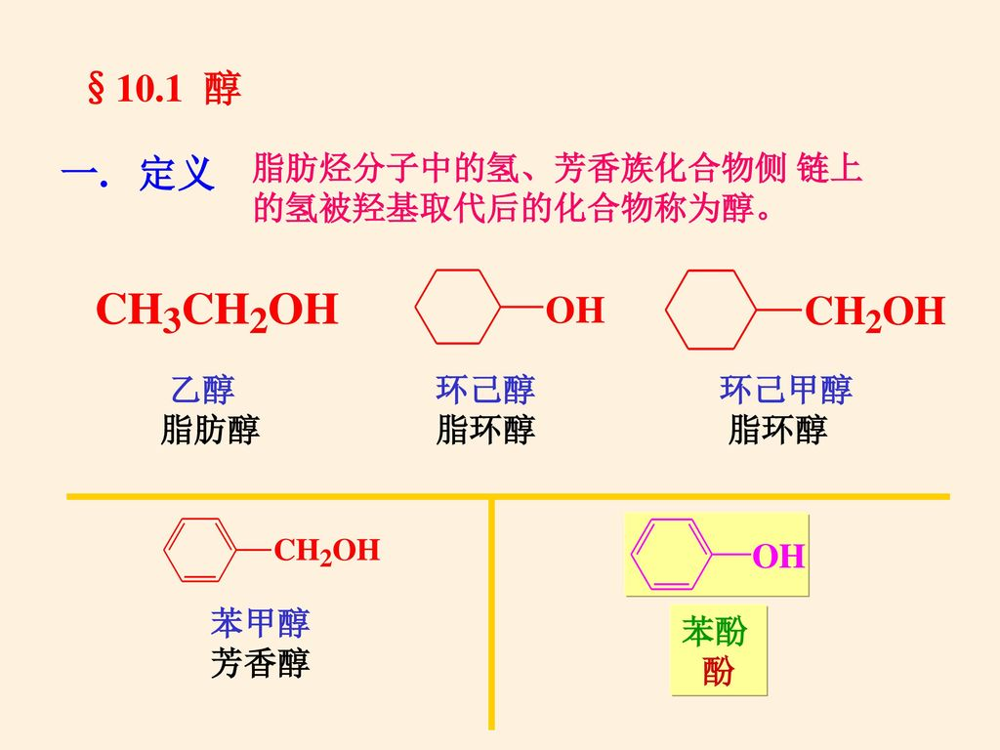 §10.1 醇
一. 定义
脂肪烃分子中的氢、芳香族化合物侧 链上
的氢被羟基取代后的化合物称为醇。
CH3CH2OH
OH
CH2OH
乙醇
脂肪醇
环己醇
脂环醇
环己甲醇
脂环醇
CH2OH
OH
苯甲醇
芳香醇
苯酚
酚